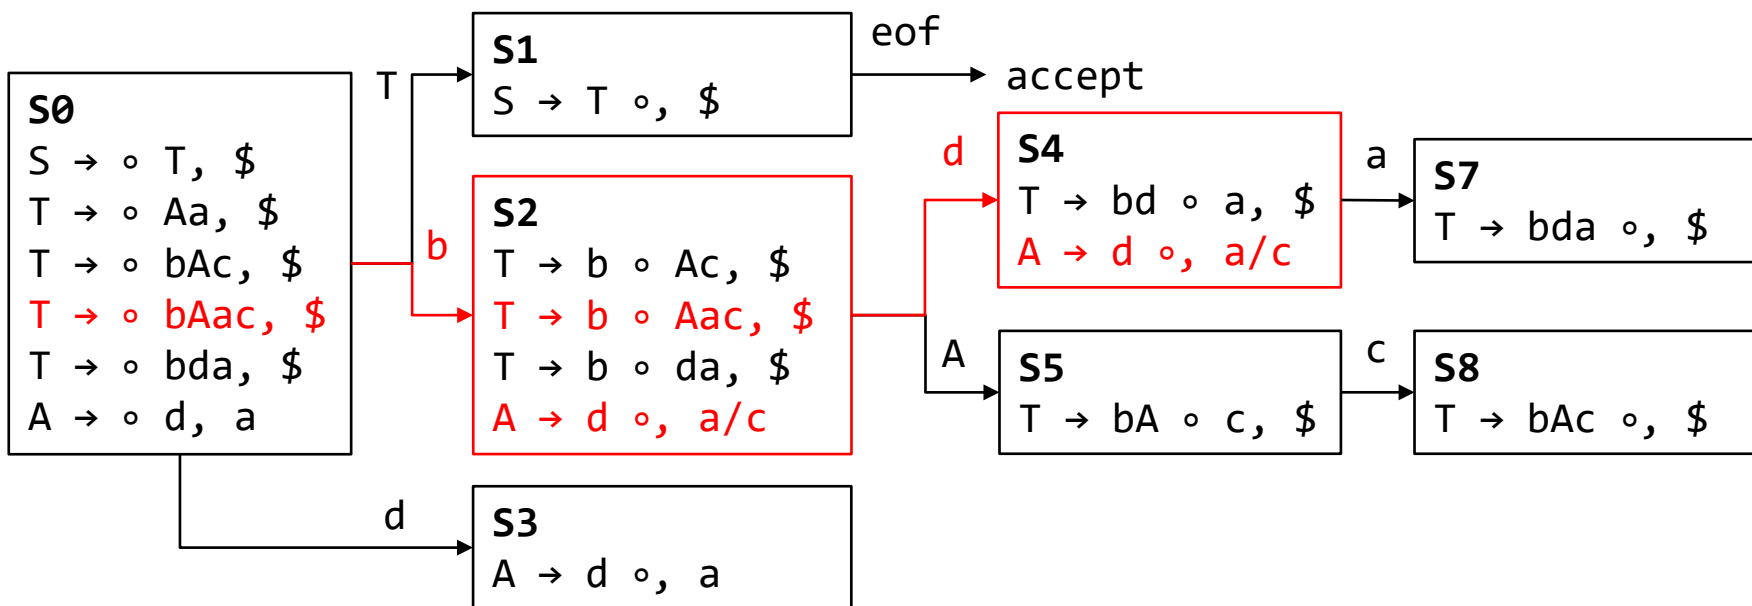 S0
S → ∘ T, $
T → ∘ Aa, $
T → ∘ bAc, $
T → ∘ bAac, $
T → ∘ bda, $
A → ∘ d, a
T
b
d
S1
S → T ∘, $
eof
accept
S2
T → b ∘ Ac, $
T → b ∘ Aac, $
T → b ∘ da, $
A → d ∘, a/c
S3
A → d ∘, a
d
A
S4
T → bd ∘ a, $
A → d ∘, a/c
a
S7
T → bda ∘, $
S5
T → bA ∘ c, $
c
S8
T → bAc ∘, $